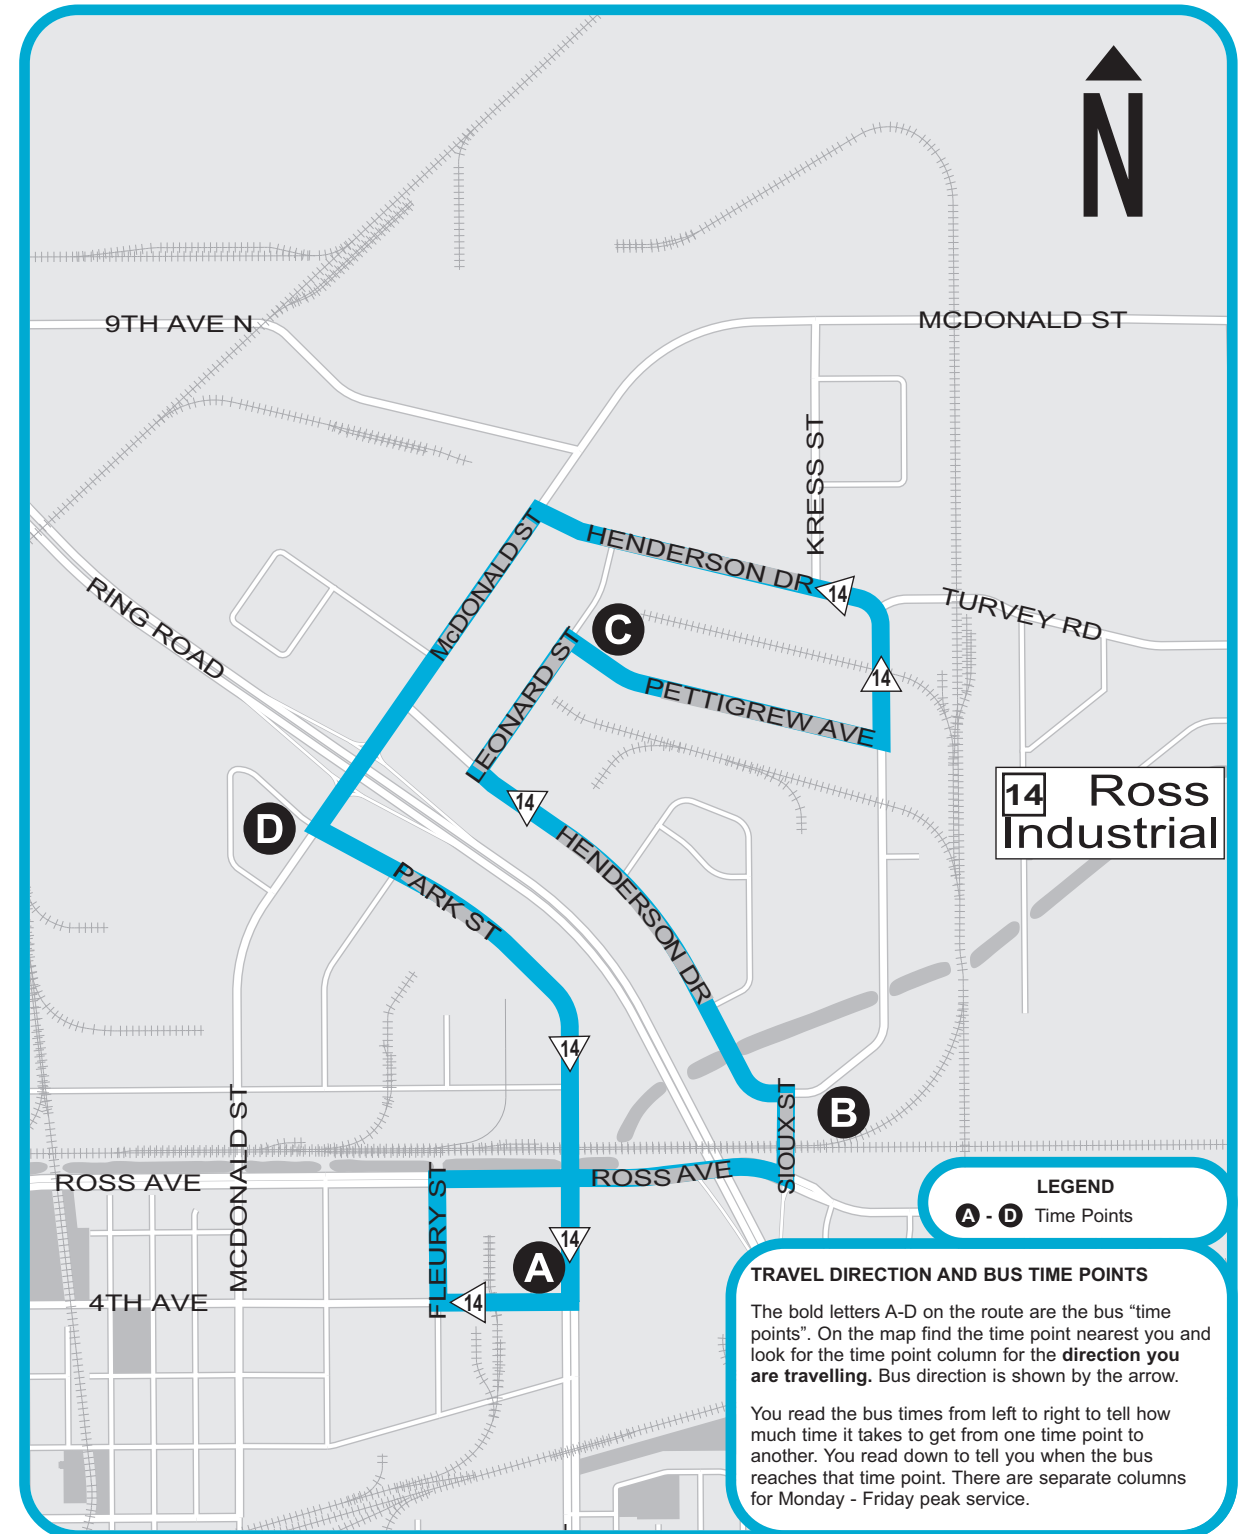 N
9TH AVE N
MCDONALD ST
KRESS ST
McDONALD ST
HENDERSON DR
14
RING ROAD
TURVEY RD
C
LEONARD ST
14
PETTIGREW AVE
14 Ross
Industrial
14
D
HENDERSON DR
PARK ST
14
B
SIOUX ST
MCDONALD ST
ROSS AVE
ROSS AVE
FLEURY ST
14
A
4TH AVE
14
LEGEND
A - D Time Points
TRAVEL DIRECTION AND BUS TIME POINTS
The bold letters A-D on the route are the bus “time
points”. On the map find the time point nearest you and
look for the time point column for the direction you
are travelling. Bus direction is shown by the arrow.
You read the bus times from left to right to tell how
much time it takes to get from one time point to
another. You read down to tell you when the bus
reaches that time point. There are separate columns
for Monday - Friday peak service.